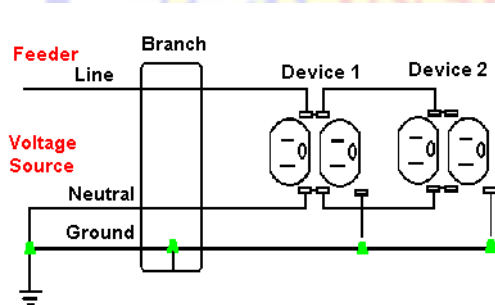 Branch
Feeder
Line
Device 1
Device 2
Voltage
Source
Neutral
Ground